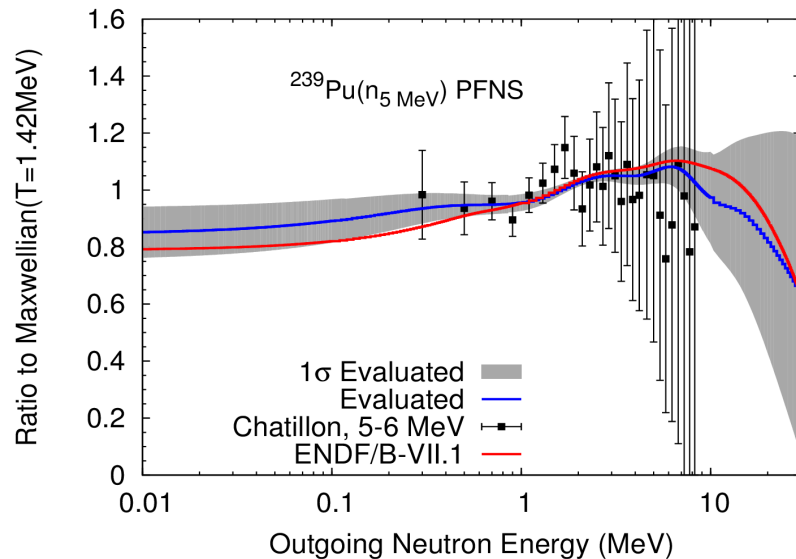 1.6
1.4
1.2
1
0.8
0.6
0.4
0.2
0
Ratio to Maxwellian(T=1.42MeV)
²³⁹Pu(n₅ MeV) PFNS
1σ Evaluated
Evaluated
Chatillon, 5-6 MeV
ENDF/B-VII.1
0.01 0.1 1 10
Outgoing Neutron Energy (MeV)